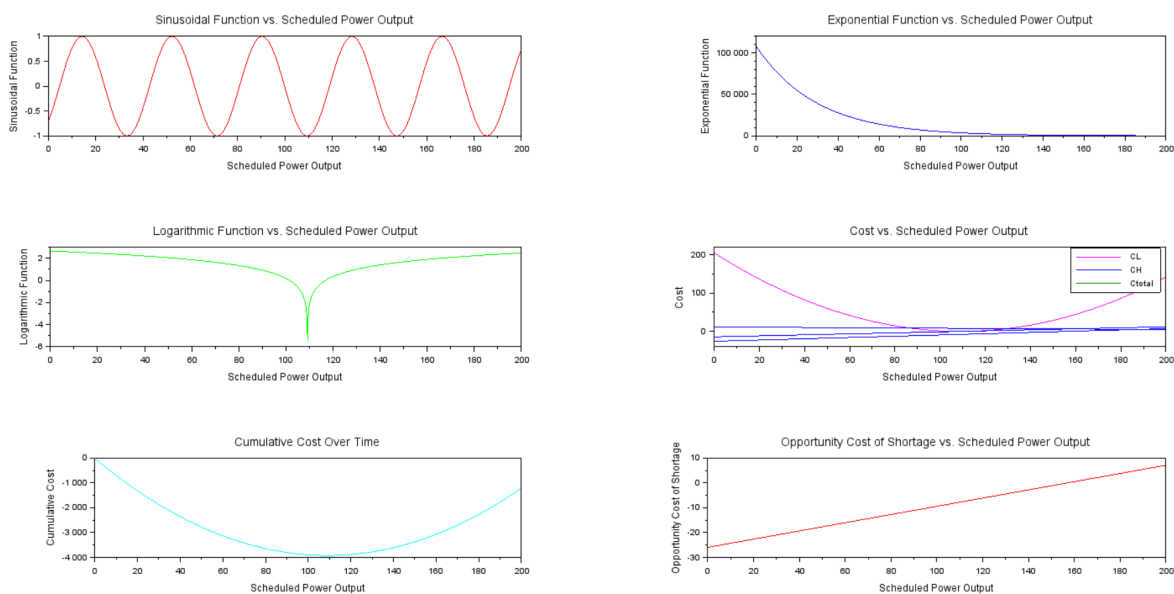 Sinusoidal Function vs. Scheduled Power Output
Sinusoidal Function
1
0.5
0
-0.5
-1
0 20 40 60 80 100 120 140 160 180 200
Scheduled Power Output
Exponential Function vs. Scheduled Power Output
Exponential Function
100 000
50 000
0
0 20 40 60 80 100 120 140 160 180 200
Scheduled Power Output
Logarithmic Function vs. Scheduled Power Output
Logarithmic Function
2
0
-2
-4
-6
0 20 40 60 80 100 120 140 160 180 200
Scheduled Power Output
Cost vs. Scheduled Power Output
Cost
200
100
0
CL
CH
Ctotal
0 20 40 60 80 100 120 140 160 180 200
Scheduled Power Output
Cumulative Cost Over Time
Cumulative Cost
0
-1 000
-2 000
-3 000
-4 000
0 20 40 60 80 100 120 140 160 180 200
Scheduled Power Output
Opportunity Cost of Shortage vs. Scheduled Power Output
Opportunity Cost of Shortage
10
0
-10
-20
-30
0 20 40 60 80 100 120 140 160 180 200
Scheduled Power Output